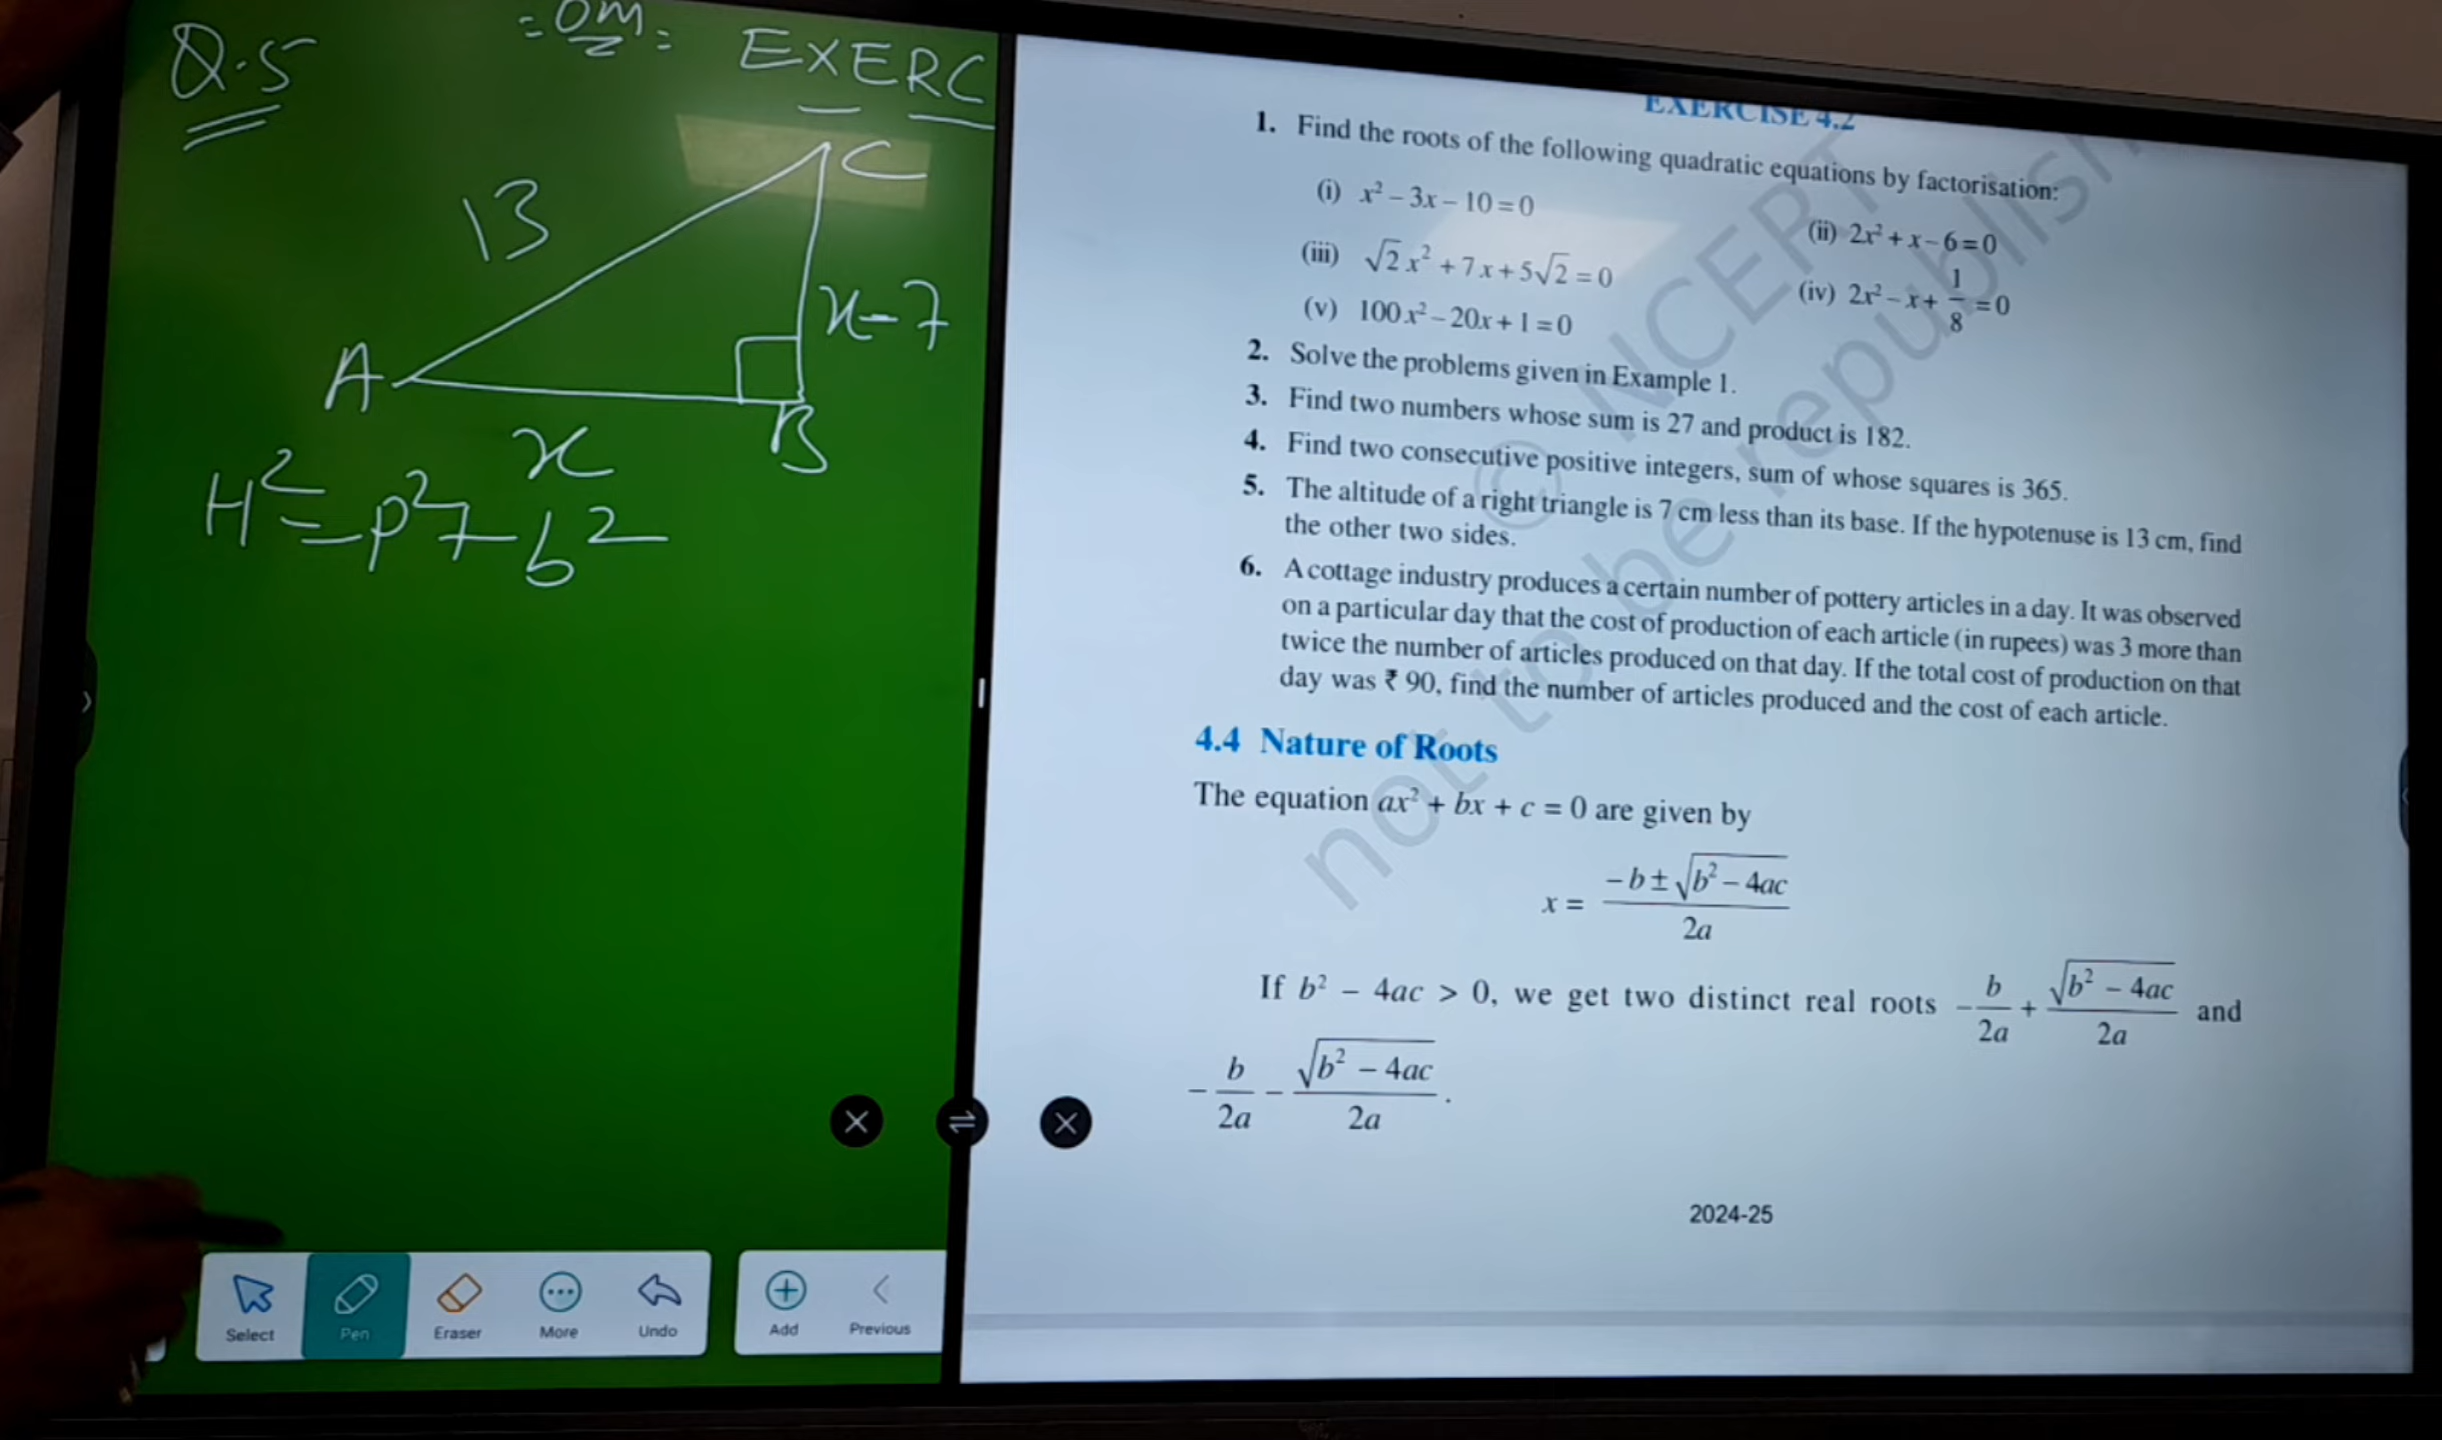 Q.5
=OM= EXERC
13
C
x-7
A
B
x
H²=p²+b²
Select
Pen
Eraser
More
Undo
Add
Previous
EXERCISE 4.2
1. Find the roots of the following quadratic equations by factorisation:
(i) x² – 3x – 10 = 0
(ii) 2x² + x – 6 = 0
(iii) √2 x² + 7x + 5√2 = 0
(iv) 2x² – x + 1/8 = 0
(v) 100x² – 20x + 1 = 0
2. Solve the problems given in Example 1.
3. Find two numbers whose sum is 27 and product is 182.
4. Find two consecutive positive integers, sum of whose squares is 365.
5. The altitude of a right triangle is 7 cm less than its base. If the hypotenuse is 13 cm, find
the other two sides.
6. A cottage industry produces a certain number of pottery articles in a day. It was observed
on a particular day that the cost of production of each article (in rupees) was 3 more than
twice the number of articles produced on that day. If the total cost of production on that
day was ₹ 90, find the number of articles produced and the cost of each article.
4.4 Nature of Roots
The equation ax² + bx + c = 0 are given by
x = (–b ± √(b² – 4ac))/2a
If b² – 4ac > 0, we get two distinct real roots –b/2a + √(b² – 4ac)/2a and
–b/2a – √(b² – 4ac)/2a.
2024-25
© NCERT
not to be republish